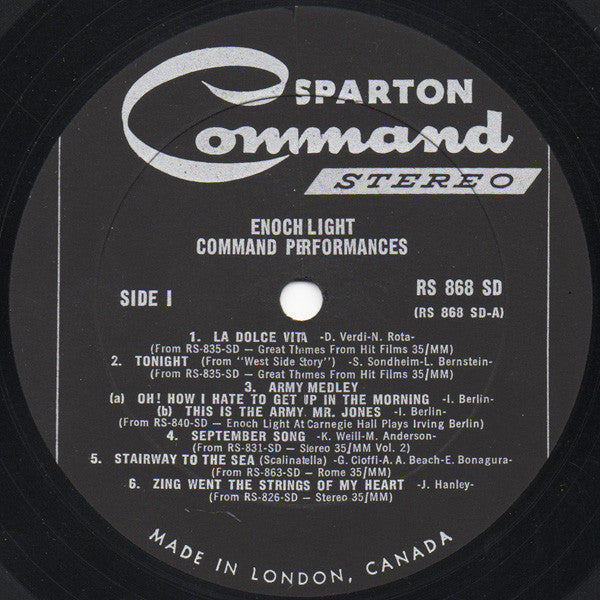 SPARTON
Command
STEREO
ENOCH LIGHT
COMMAND PERFORMANCES
SIDE I
RS 868 SD
(RS 868 SD-A)
1. LA DOLCE VITA -D. Verdi-N. Rota-
(From RS-835-SD — Great Themes From Hit Films 35/MM)
2. TONIGHT (From "West Side Story") -S. Sondheim-L. Bernstein-
(From RS-835-SD — Great Themes From Hit Films 35/MM)
3. ARMY MEDLEY
(a) OH! HOW I HATE TO GET UP IN THE MORNING -I. Berlin-
(b) THIS IS THE ARMY MR. JONES -I. Berlin-
(From RS-840-SD — Enoch Light At Carnegie Hall Plays Irving Berlin)
4. SEPTEMBER SONG -K. Weill-M. Anderson-
(From RS-831-SD — Stereo 35/MM Vol. 2)
5. STAIRWAY TO THE SEA (Scalinatella) -G. Cioffi-A. A. Beach-E. Bonagura-
(From RS-863-SD — Rome 35/MM)
6. ZING WENT THE STRINGS OF MY HEART -J. Hanley-
(From RS-826-SD — Stereo 35/MM)
MADE IN LONDON, CANADA